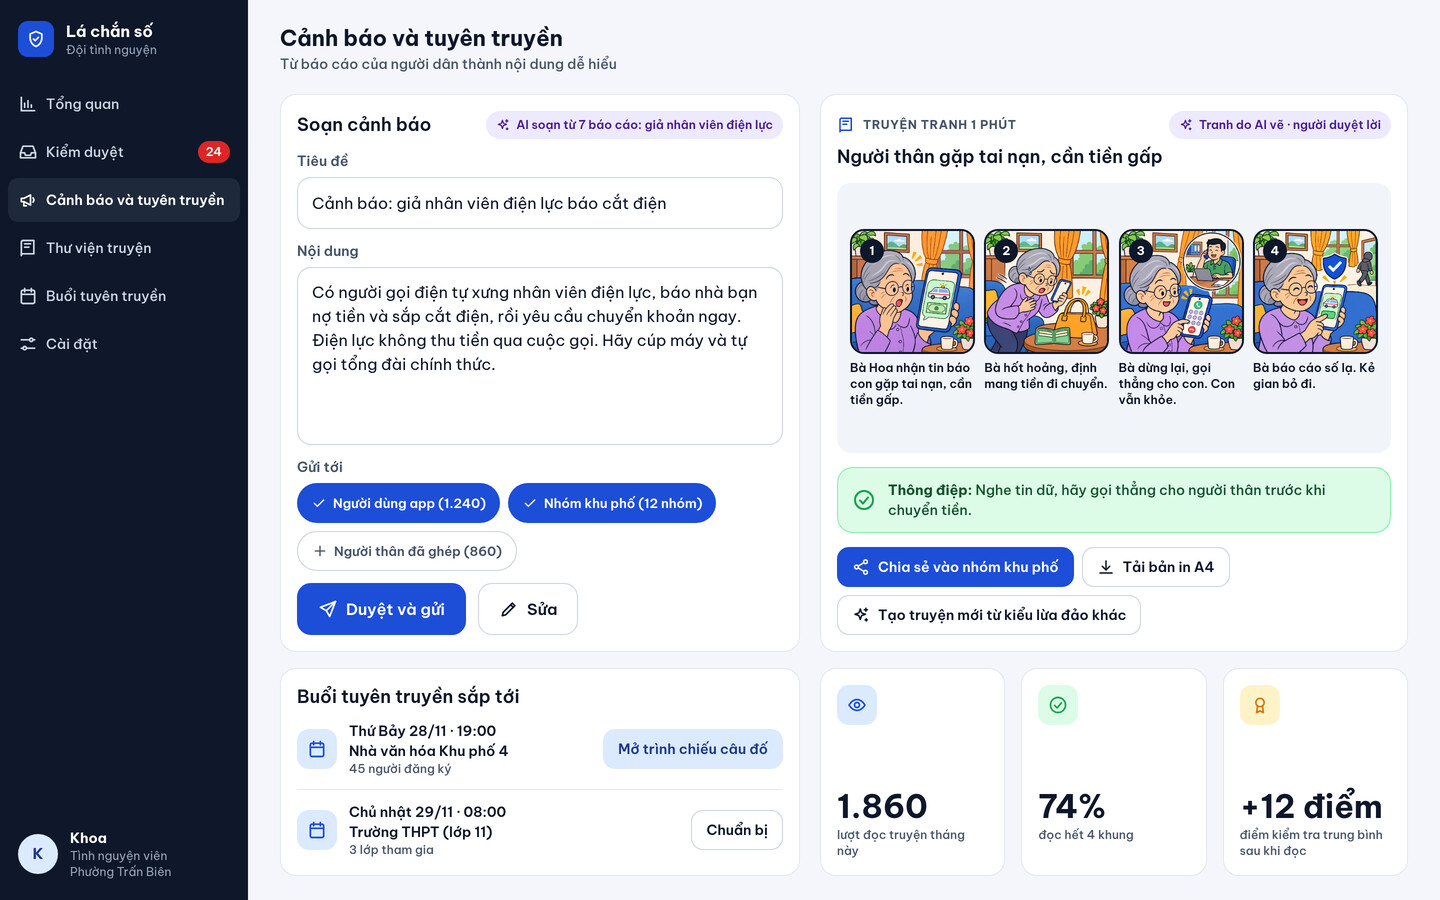 Lá chắn số
Đội tình nguyện
Tổng quan
Kiểm duyệt
24
Cảnh báo và tuyên truyền
Thư viện truyện
Buổi tuyên truyền
Cài đặt
K
Khoa
Tình nguyện viên
Phường Trấn Biên
Cảnh báo và tuyên truyền
Từ báo cáo của người dân thành nội dung dễ hiểu
Soạn cảnh báo
AI soạn từ 7 báo cáo: giả nhân viên điện lực
Tiêu đề
Cảnh báo: giả nhân viên điện lực báo cắt điện
Nội dung
Có người gọi điện tự xưng nhân viên điện lực, báo nhà bạn
nợ tiền và sắp cắt điện, rồi yêu cầu chuyển khoản ngay.
Điện lực không thu tiền qua cuộc gọi. Hãy cúp máy và tự
gọi tổng đài chính thức.
Gửi tới
Người dùng app (1.240)
Nhóm khu phố (12 nhóm)
Người thân đã ghép (860)
Duyệt và gửi
Sửa
TRUYỆN TRANH 1 PHÚT
Tranh do AI vẽ · người duyệt lời
Người thân gặp tai nạn, cần tiền gấp
1
2
3
4
Bà Hoa nhận tin báo
con gặp tai nạn, cần
tiền gấp.
Bà hốt hoảng, định
mang tiền đi chuyển.
Bà dừng lại, gọi
thẳng cho con. Con
vẫn khỏe.
Bà báo cáo số lạ. Kẻ
gian bỏ đi.
Thông điệp: Nghe tin dữ, hãy gọi thẳng cho người thân trước khi
chuyển tiền.
Chia sẻ vào nhóm khu phố
Tải bản in A4
Tạo truyện mới từ kiểu lừa đảo khác
Buổi tuyên truyền sắp tới
Thứ Bảy 28/11 · 19:00
Nhà văn hóa Khu phố 4
45 người đăng ký
Mở trình chiếu câu đố
Chủ nhật 29/11 · 08:00
Trường THPT (lớp 11)
3 lớp tham gia
Chuẩn bị
1.860
lượt đọc truyện tháng
này
74%
đọc hết 4 khung
+12 điểm
điểm kiểm tra trung bình
sau khi đọc